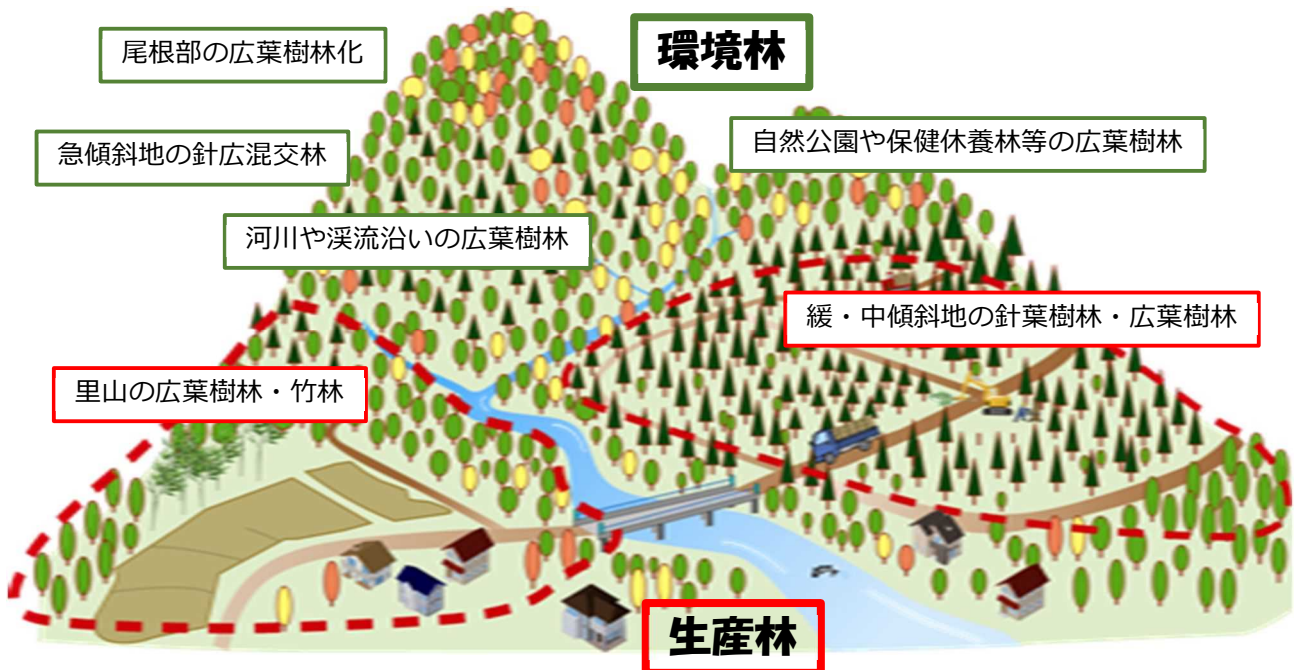 尾根部の広葉樹林化
環境林
急傾斜地の針広混交林
自然公園や保健休養林等の広葉樹林
河川や渓流沿いの広葉樹林
緩・中傾斜地の針葉樹林・広葉樹林
里山の広葉樹林・竹林
生産林